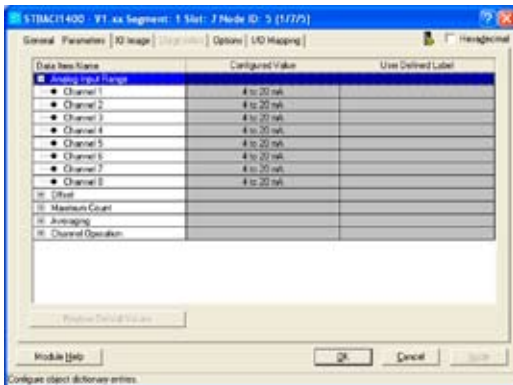 STBACI1400 - V1.xx Segment: 1 Slot: 7 Node ID: 5 (1/7/5)
General Parameters IO Image Diagnostics Options I/O Mapping Hexadecimal
Data Item Name Configured Value User Defined Label
Analog Input Range
Channel 1 4 to 20 mA
Channel 2 4 to 20 mA
Channel 3 4 to 20 mA
Channel 4 4 to 20 mA
Channel 5 4 to 20 mA
Channel 6 4 to 20 mA
Channel 7 4 to 20 mA
Channel 8 4 to 20 mA
Offset
Maximum Count
Averaging
Channel Operation
Restore Default Values
Module Help OK Cancel Apply
Configure object dictionary entries.